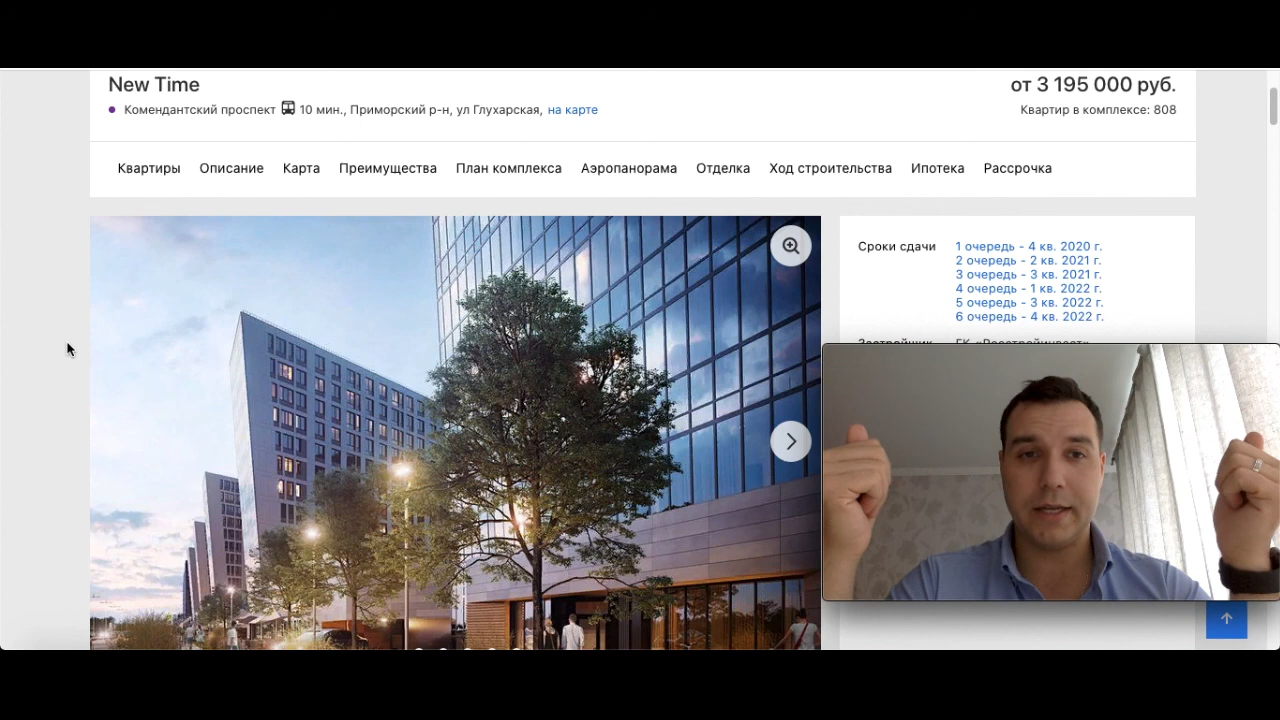 New Time
от 3 195 000 руб.
Комендантский проспект 10 мин., Приморский р-н, ул Глухарская, на карте
Квартир в комплексе: 808
Квартиры Описание Карта Преимущества План комплекса Аэропанорама Отделка Ход строительства Ипотека Рассрочка
Сроки сдачи 1 очередь - 4 кв. 2020 г.
2 очередь - 2 кв. 2021 г.
3 очередь - 3 кв. 2021 г.
4 очередь - 1 кв. 2022 г.
5 очередь - 3 кв. 2022 г.
6 очередь - 4 кв. 2022 г.
Застройщик ГК «Росстройинвест»